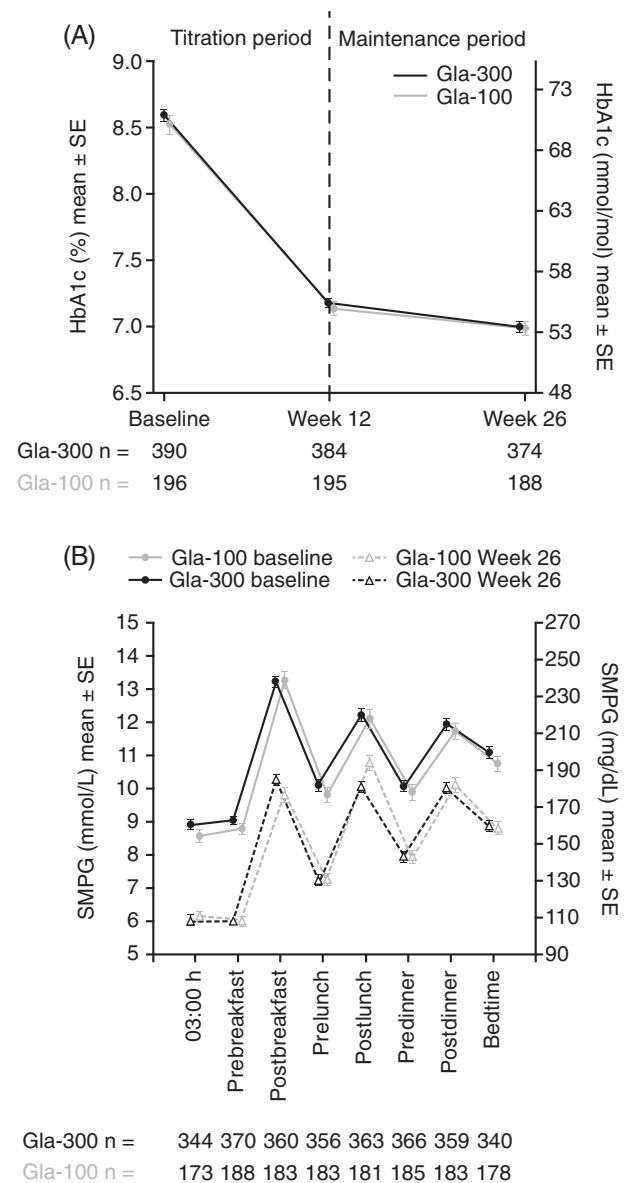 (A)
Titration period Maintenance period
Gla-300
Gla-100
HbA1c (%) mean ± SE
9.0
8.5
8.0
7.5
7.0
6.5
73
68
63
58
53
48
HbA1c (mmol/mol) mean ± SE
Baseline Week 12 Week 26
Gla-300 n = 390 384 374
Gla-100 n = 196 195 188
(B)
Gla-100 baseline Gla-100 Week 26
Gla-300 baseline Gla-300 Week 26
SMPG (mmol/L) mean ± SE
15
14
13
12
11
10
9
8
7
6
5
270
250
230
210
190
170
150
130
110
90
SMPG (mg/dL) mean ± SE
03:00 h
Prebreakfast
Postbreakfast
Prelunch
Postlunch
Predinner
Postdinner
Bedtime
Gla-300 n = 344 370 360 356 363 366 359 340
Gla-100 n = 173 188 183 183 181 185 183 178